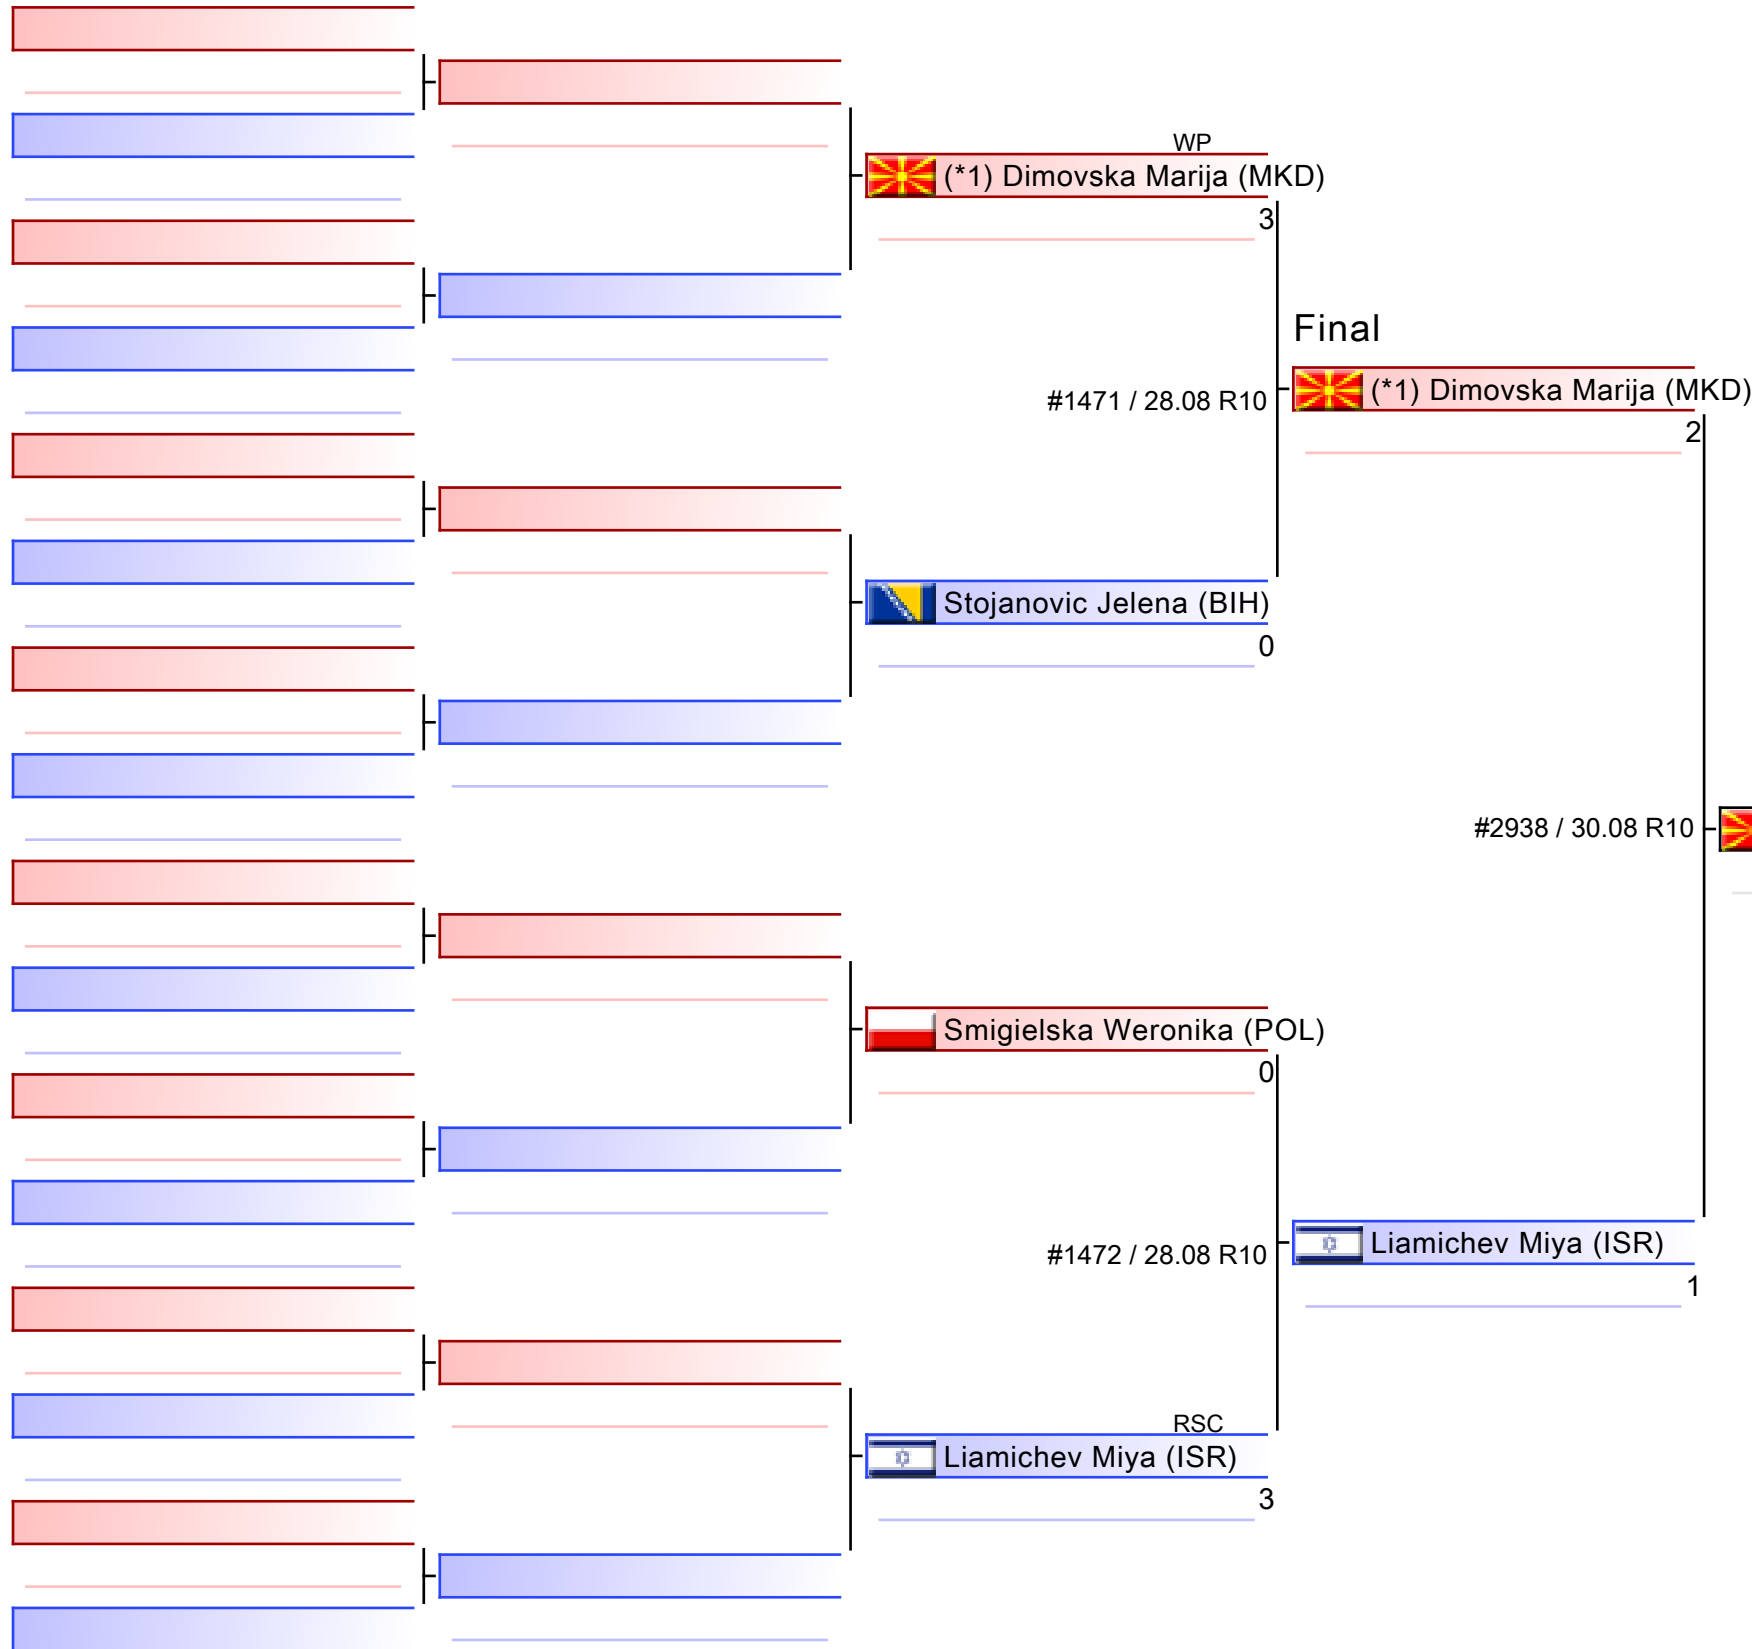 WP
(*1) Dimovska Marija (MKD)
3
Final
#1471 / 28.08 R10
(*1) Dimovska Marija (MKD)
2
Stojanovic Jelena (BIH)
0
#2938 / 30.08 R10
Smigielska Weronika (POL)
0
#1472 / 28.08 R10
Liamichev Miya (ISR)
1
RSC
Liamichev Miya (ISR)
3